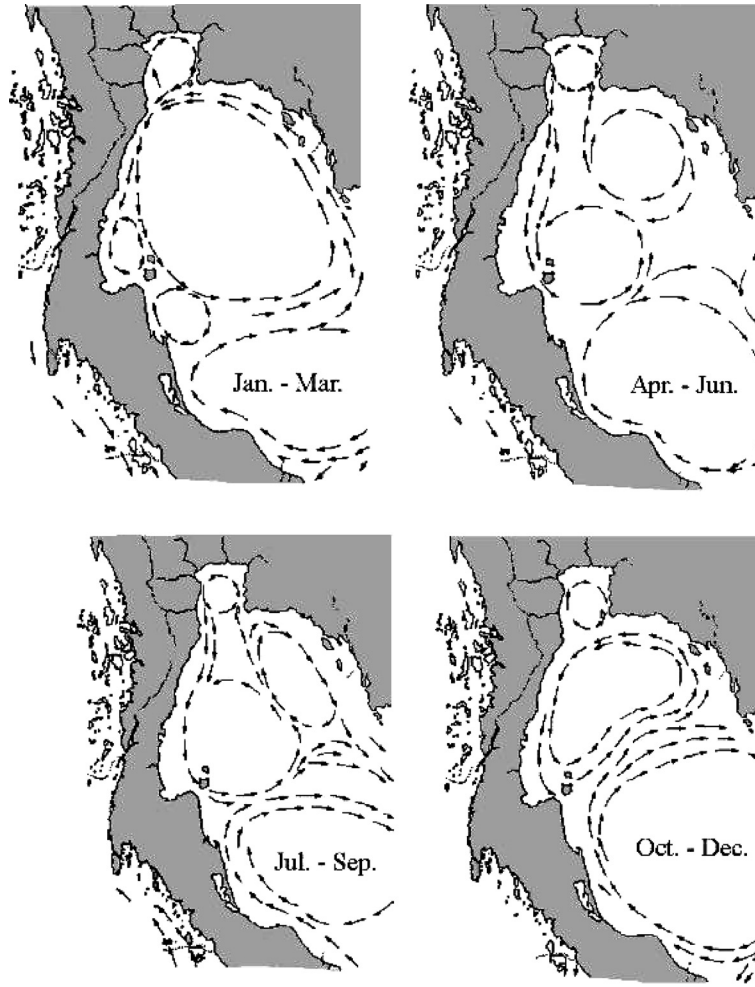 Jan. - Mar.
Apr. - Jun.
Jul. - Sep.
Oct. - Dec.